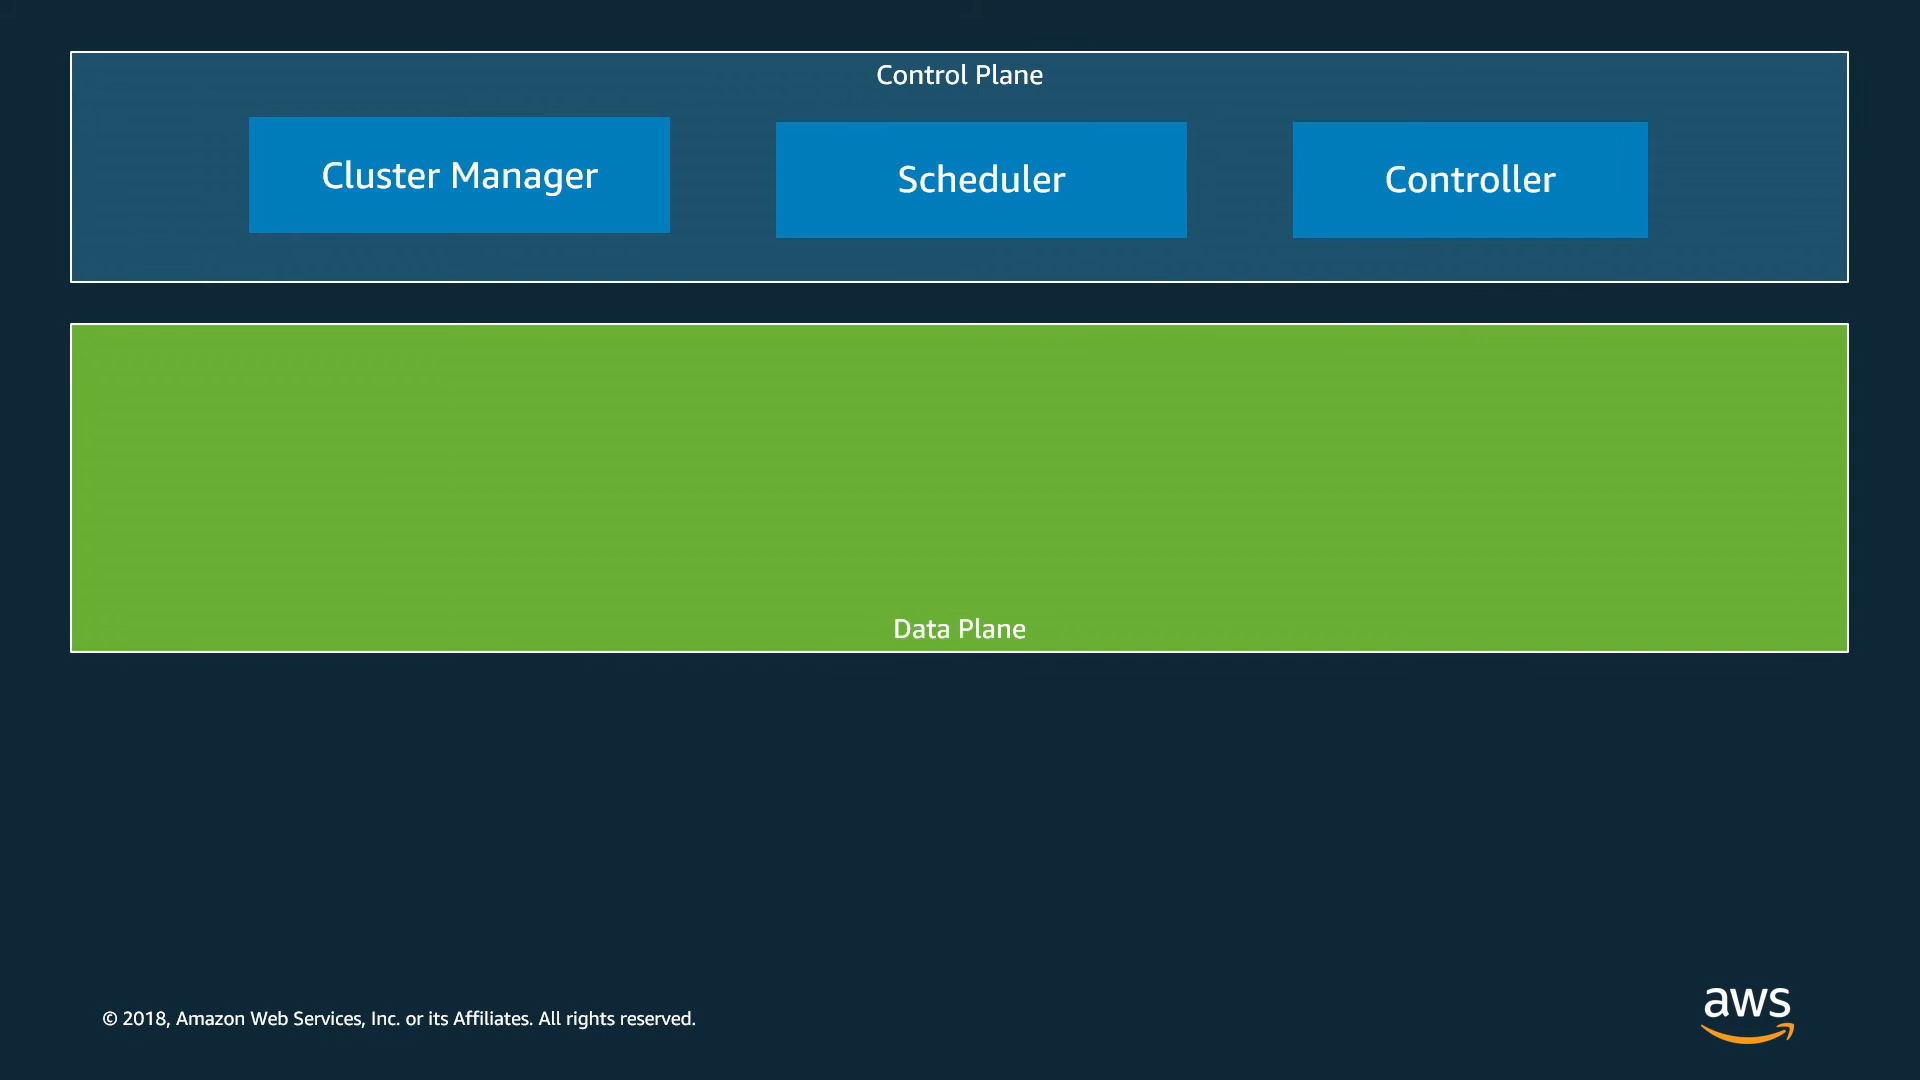 Control Plane
Cluster Manager
Scheduler
Controller
Data Plane
© 2018, Amazon Web Services, Inc. or its Affiliates. All rights reserved.
aws